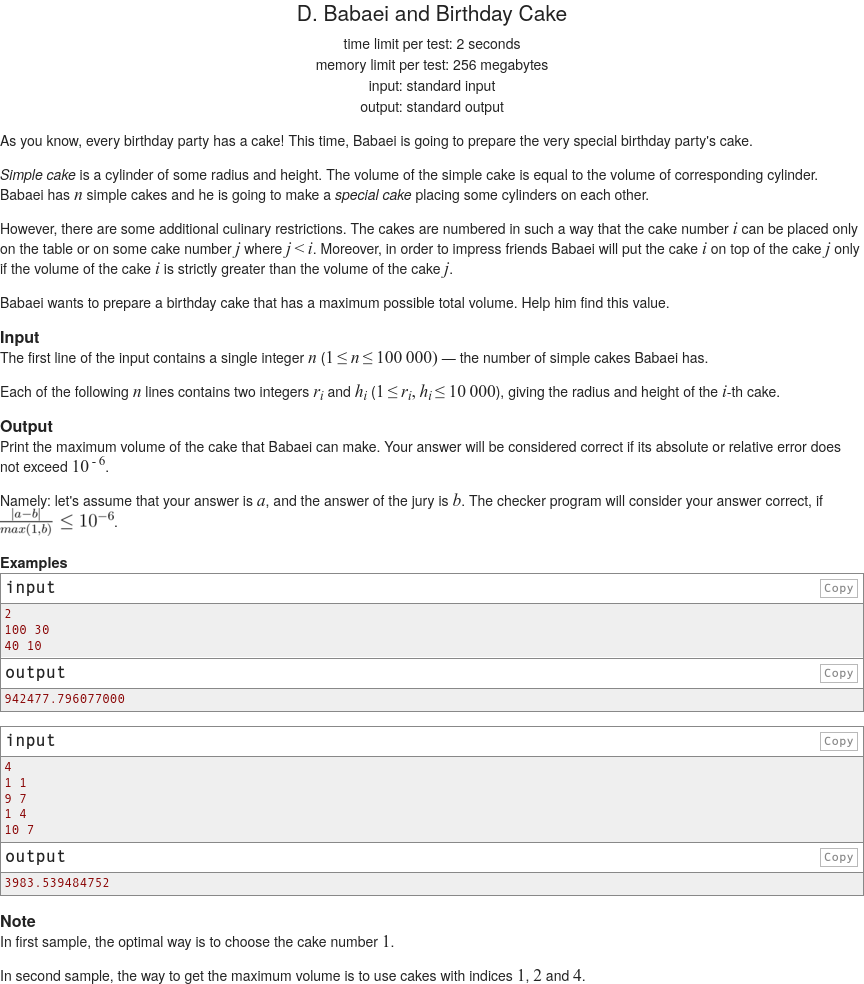 D. Babaei and Birthday Cake
time limit per test: 2 seconds
memory limit per test: 256 megabytes
input: standard input
output: standard output
As you know, every birthday party has a cake! This time, Babaei is going to prepare the very special birthday party's cake.
Simple cake is a cylinder of some radius and height. The volume of the simple cake is equal to the volume of corresponding cylinder.
Babaei has n simple cakes and he is going to make a special cake placing some cylinders on each other.
However, there are some additional culinary restrictions. The cakes are numbered in such a way that the cake number i can be placed only
on the table or on some cake number j where j < i. Moreover, in order to impress friends Babaei will put the cake i on top of the cake j only
if the volume of the cake i is strictly greater than the volume of the cake j.
Babaei wants to prepare a birthday cake that has a maximum possible total volume. Help him find this value.
Input
The first line of the input contains a single integer n (1 ≤ n ≤ 100 000) — the number of simple cakes Babaei has.
Each of the following n lines contains two integers r_i and h_i (1 ≤ r_i, h_i ≤ 10 000), giving the radius and height of the i-th cake.
Output
Print the maximum volume of the cake that Babaei can make. Your answer will be considered correct if its absolute or relative error does
not exceed 10^{-6}.
Namely: let's assume that your answer is a, and the answer of the jury is b. The checker program will consider your answer correct, if
\frac{|a-b|}{max(1,b)} ≤ 10^{-6}.
Examples
input Copy
2
100 30
40 10
output Copy
942477.796077000
input Copy
4
1 1
9 7
1 4
10 7
output Copy
3983.539484752
Note
In first sample, the optimal way is to choose the cake number 1.
In second sample, the way to get the maximum volume is to use cakes with indices 1, 2 and 4.